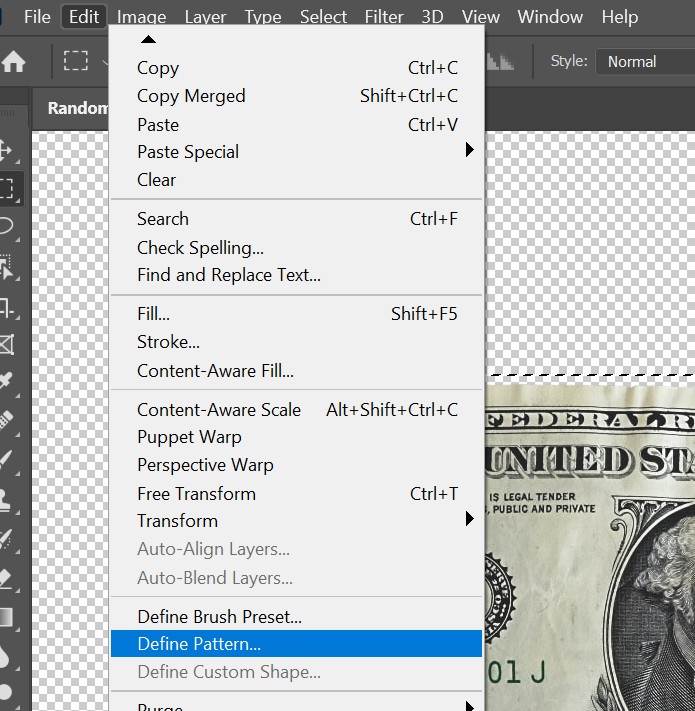 File Edit Image Layer Type Select Filter 3D View Window Help
Style: Normal
Random
Copy Ctrl+C
Copy Merged Shift+Ctrl+C
Paste Ctrl+V
Paste Special
Clear
Search Ctrl+F
Check Spelling...
Find and Replace Text...
Fill... Shift+F5
Stroke...
Content-Aware Fill...
Content-Aware Scale Alt+Shift+Ctrl+C
Puppet Warp
Perspective Warp
Free Transform Ctrl+T
Transform
Auto-Align Layers...
Auto-Blend Layers...
Define Brush Preset...
Define Pattern...
Define Custom Shape...
Purge
FEDERAL R
UNITED ST
IS LEGAL TENDER
, PUBLIC AND PRIVATE
01 J